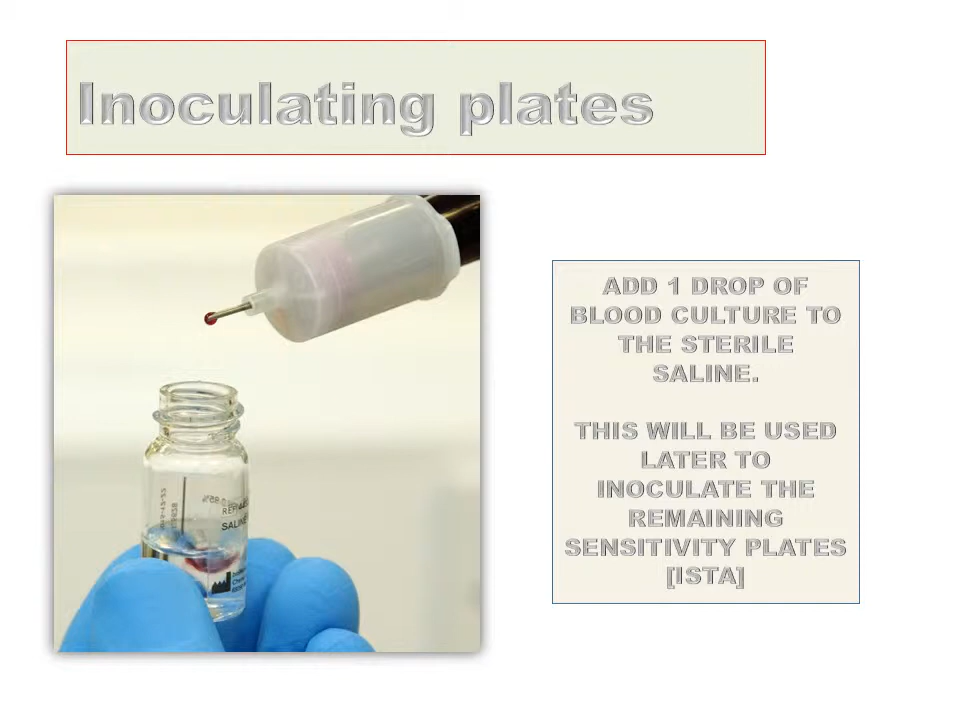 Inoculating plates
ADD 1 DROP OF
BLOOD CULTURE TO
THE STERILE
SALINE.
THIS WILL BE USED
LATER TO
INOCULATE THE
REMAINING
SENSITIVITY PLATES
[ISTA]
SALINE